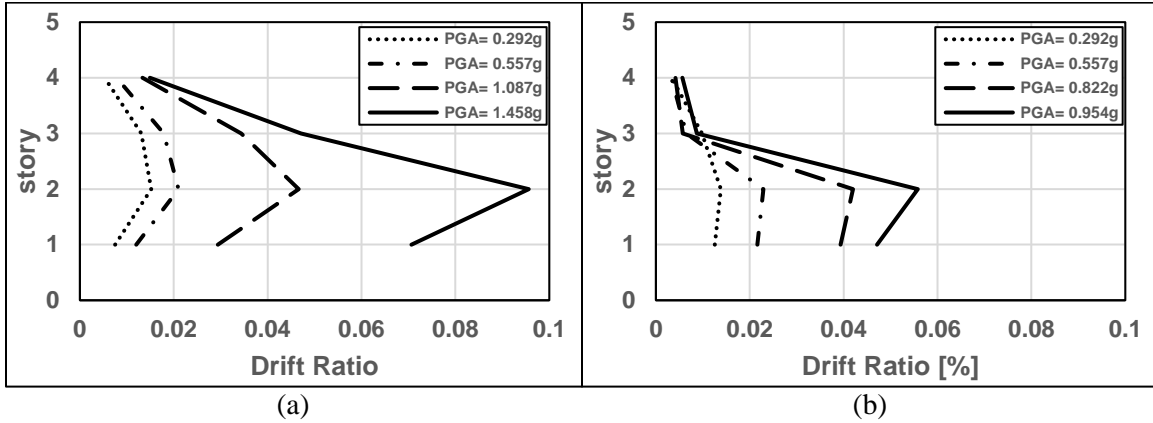 5
4
3
2
1
0
story
PGA= 0.292g
PGA= 0.557g
PGA= 1.087g
PGA= 1.458g
0 0.02 0.04 0.06 0.08 0.1
Drift Ratio
(a)
5
4
3
2
1
0
story
PGA= 0.292g
PGA= 0.557g
PGA= 0.822g
PGA= 0.954g
0 0.02 0.04 0.06 0.08 0.1
Drift Ratio [%]
(b)